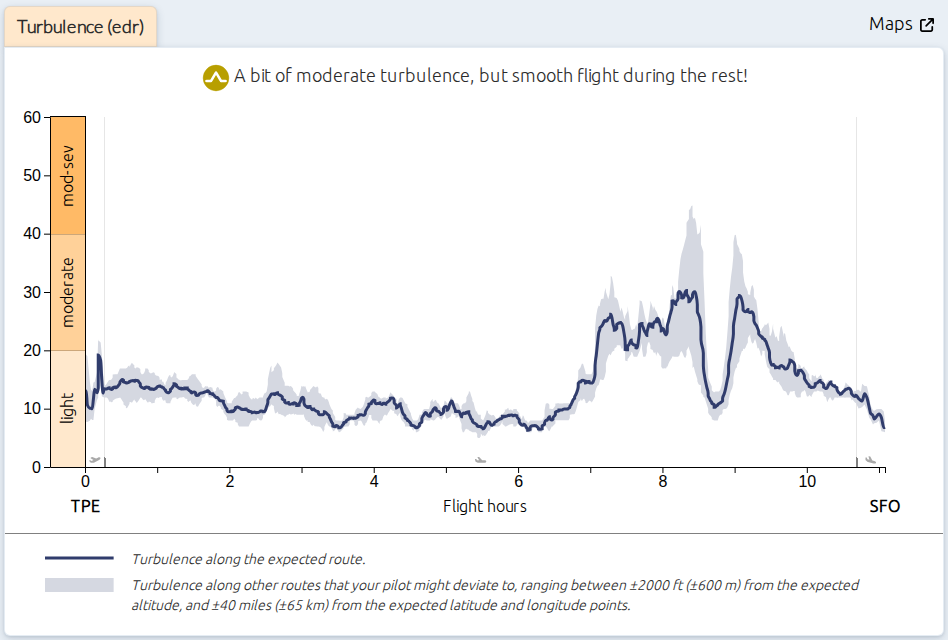 Turbulence (edr)
Maps
A bit of moderate turbulence, but smooth flight during the rest!
60
50
40
30
20
10
0
mod-sev
moderate
light
0 2 4 6 8 10
TPE Flight hours SFO
Turbulence along the expected route.
Turbulence along other routes that your pilot might deviate to, ranging between ±2000 ft (±600 m) from the expected
altitude, and ±40 miles (±65 km) from the expected latitude and longitude points.